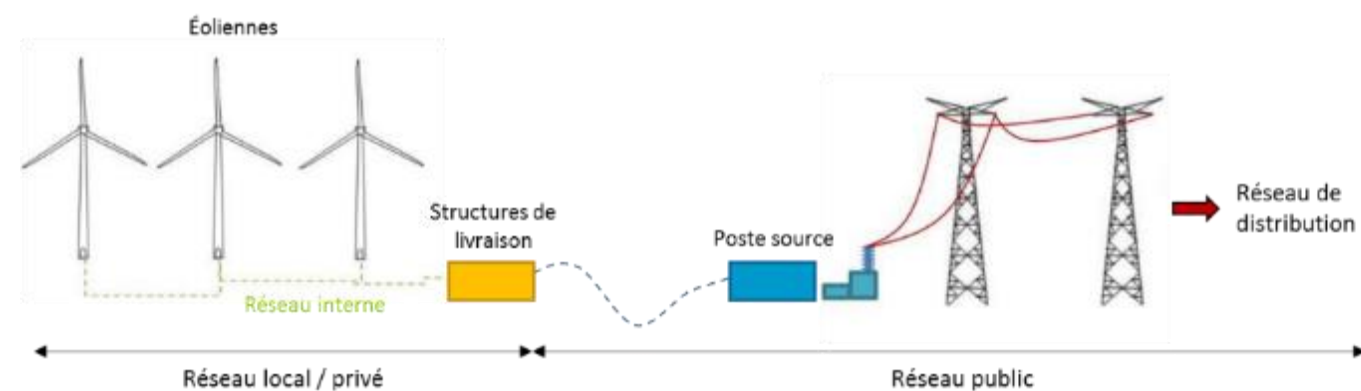 Éoliennes
Structures de
livraison
Poste source
Réseau de
distribution
Réseau interne
Réseau local / privé
Réseau public